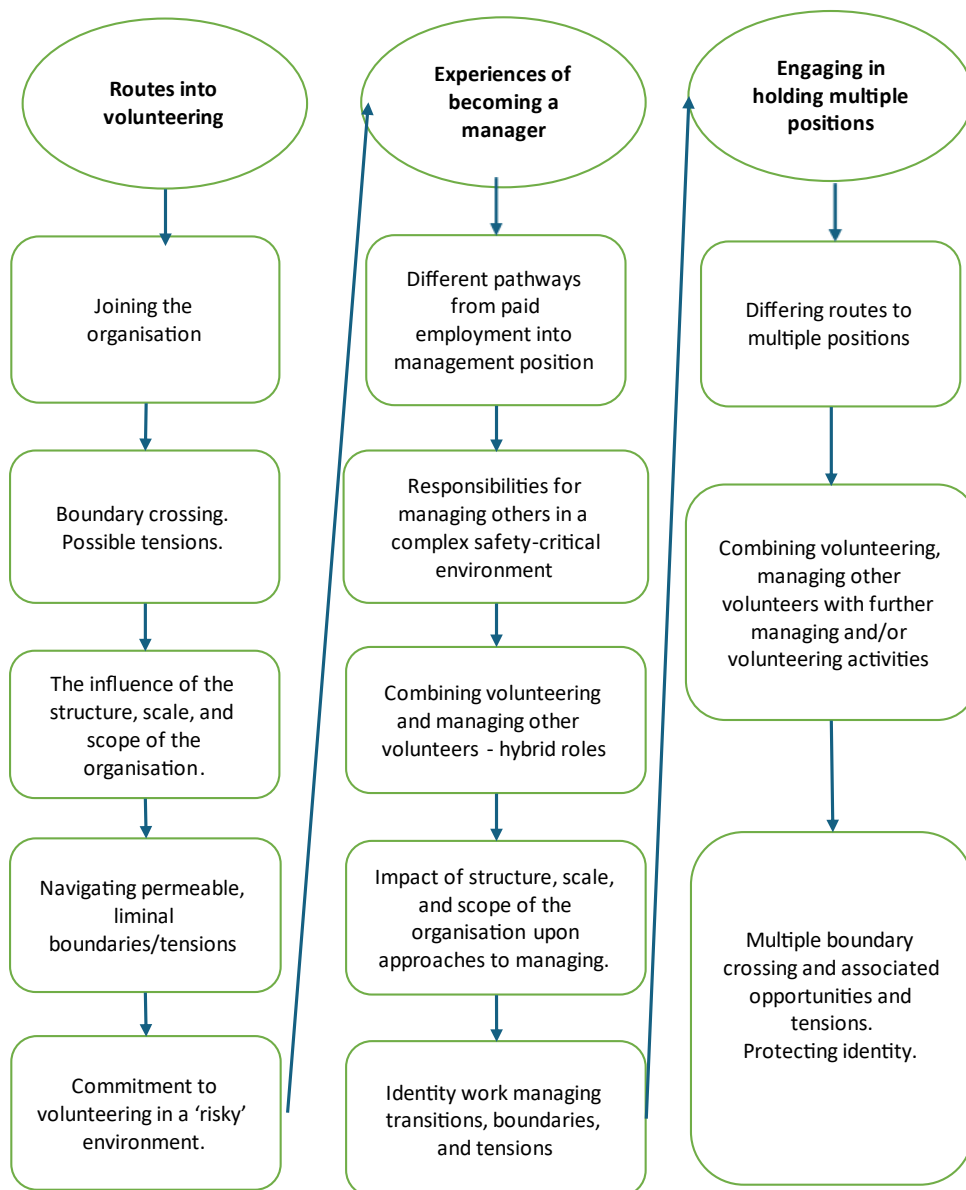 Routes into
volunteering
Joining the
organisation
Boundary crossing.
Possible tensions.
The influence of the
structure, scale, and
scope of the
organisation.
Navigating permeable,
liminal
boundaries/tensions
Commitment to
volunteering in a ‘risky’
environment.
Experiences of
becoming a
manager
Different pathways
from paid
employment into
management position
Responsibilities for
managing others in a
complex safety-critical
environment
Combining volunteering
and managing other
volunteers - hybrid roles
Impact of structure, scale,
and scope of the
organisation upon
approaches to managing.
Identity work managing
transitions, boundaries,
and tensions
Engaging in
holding multiple
positions
Differing routes to
multiple positions
Combining volunteering,
managing other
volunteers with further
managing and/or
volunteering activities
Multiple boundary
crossing and associated
opportunities and
tensions.
Protecting identity.